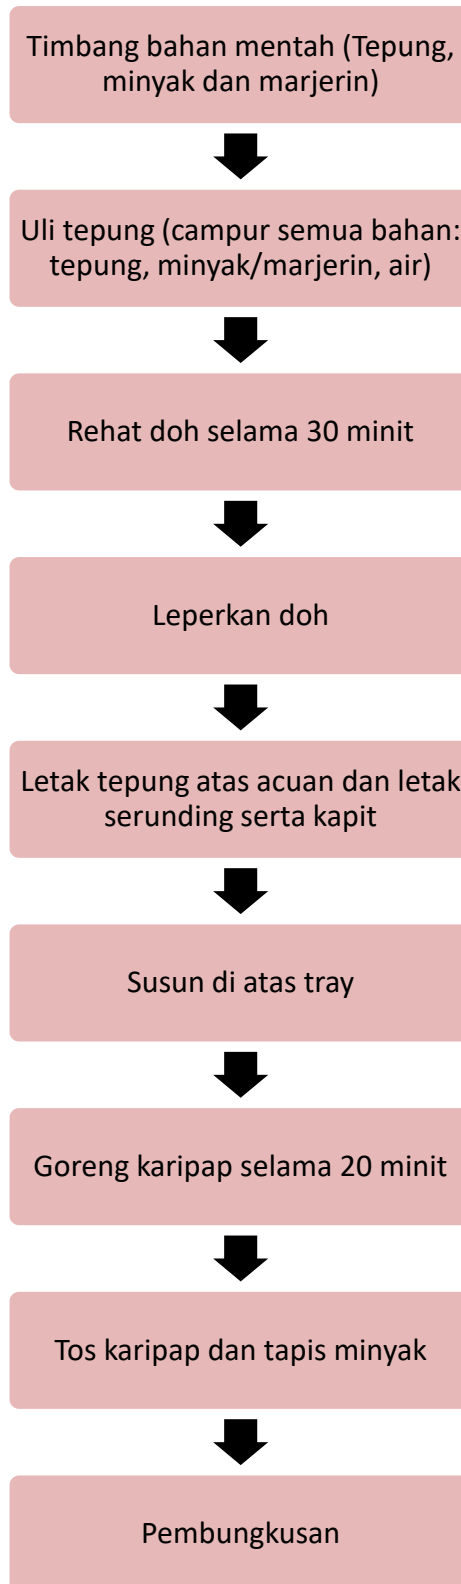 Timbang bahan mentah (Tepung,
minyak dan marjerin)
Uli tepung (campur semua bahan:
tepung, minyak/marjerin, air)
Rehat doh selama 30 minit
Leperkan doh
Letak tepung atas acuan dan letak
serunding serta kapit
Susun di atas tray
Goreng karipap selama 20 minit
Tos karipap dan tapis minyak
Pembungkusan